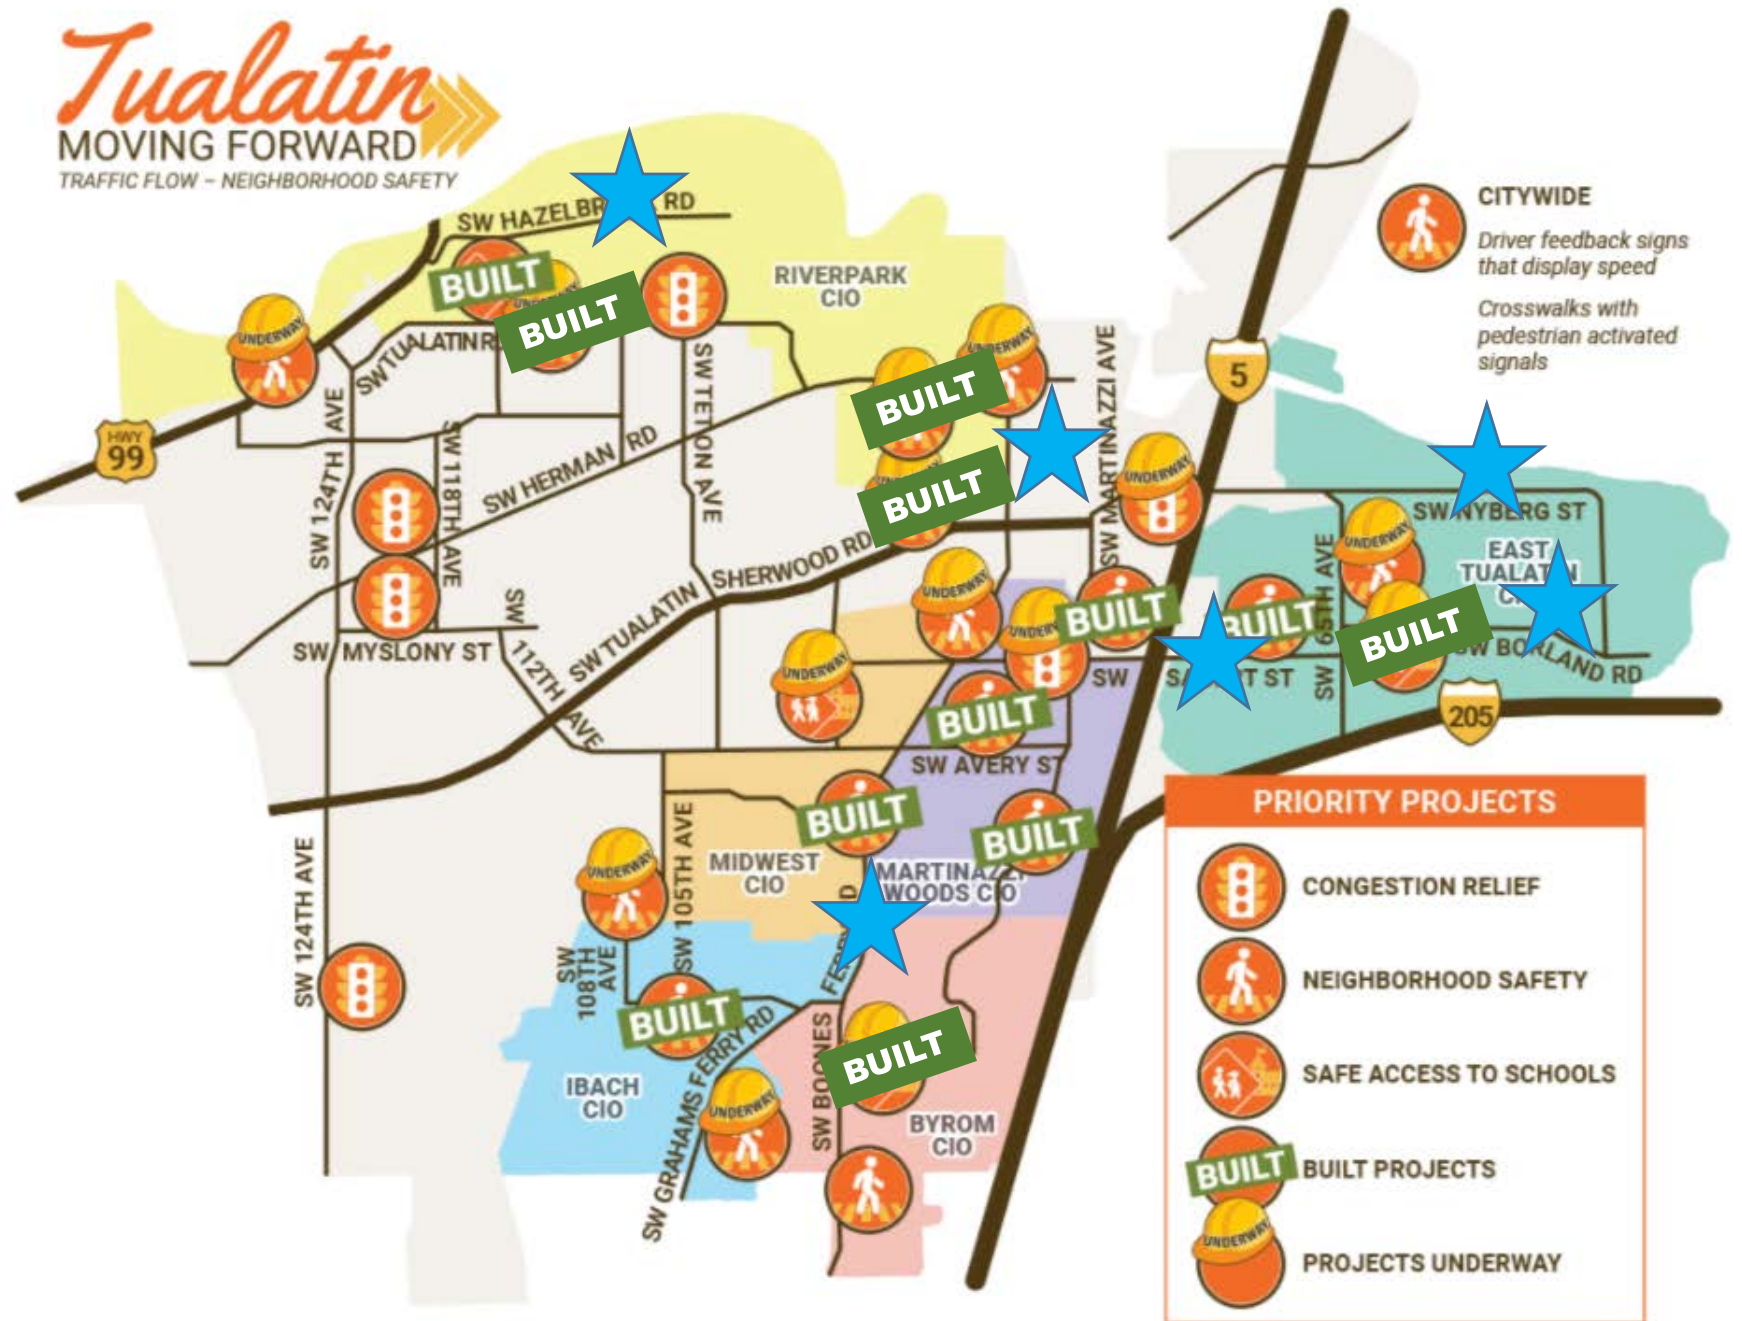 Tualatin
MOVING FORWARD
TRAFFIC FLOW – NEIGHBORHOOD SAFETY
CITYWIDE
Driver feedback signs
that display speed
Crosswalks with
pedestrian activated
signals
SW HAZELBR RD
BUILT
BUILT
RIVERPARK
CIO
UNDERWAY
SW TUALATIN R
HWY
99
SW 124TH AVE
SW 118TH AVE
SW HERMAN RD
SW TETON AVE
UNDERWAY
BUILT
BUILT
SW MARTINAZZI AVE
5
UNDERWAY
SW NYBERG ST
UNDERWAY
EAST
TUALATIN
SW 65TH AVE
BUILT
SW BORLAND RD
205
SW TUALATIN SHERWOOD RD
SW MYSLONY ST
SW 112TH AVE
UNDERWAY
UNDERWAY
BUILT
BUILT
SW ST
UNDERWAY
BUILT
SW AVERY ST
BUILT
BUILT
MIDWEST
CIO
MARTINAZZI
WOODS CIO
SW 105TH AVE
UNDERWAY
SW 124TH AVE
SW
108TH
AVE
BUILT
SW GRAHAMS FERRY RD
SW BOONES
BUILT
IBACH
CIO
UNDERWAY
BYROM
CIO
PRIORITY PROJECTS
CONGESTION RELIEF
NEIGHBORHOOD SAFETY
SAFE ACCESS TO SCHOOLS
BUILT BUILT PROJECTS
UNDERWAY PROJECTS UNDERWAY